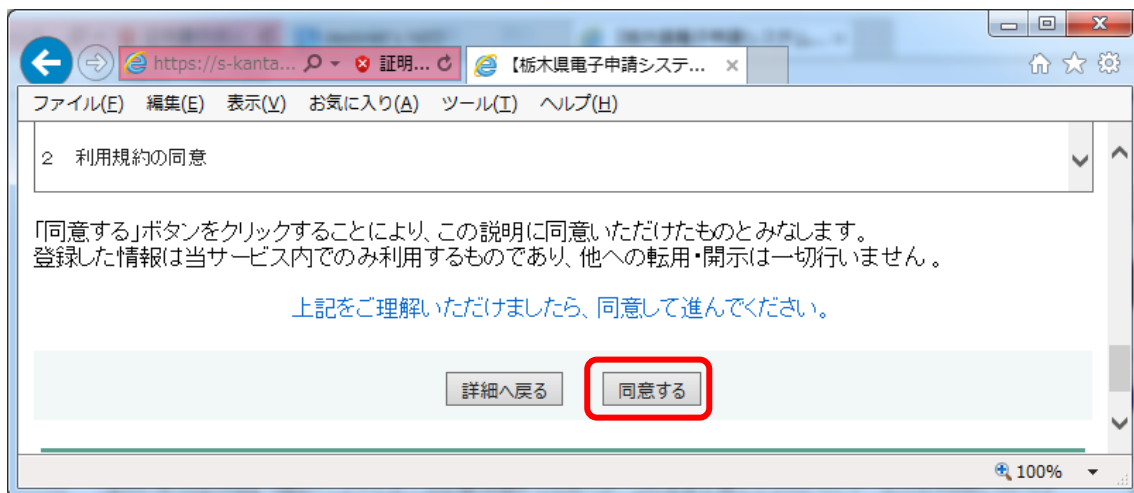 https://s-kanta... 証明... 【栃木県電子申請システ...
ファイル(F) 編集(E) 表示(V) お気に入り(A) ツール(T) ヘルプ(H)
2 利用規約の同意
「同意する」ボタンをクリックすることにより、この説明に同意いただけたものとみなします。
登録した情報は当サービス内でのみ利用するものであり、他への転用・開示は一切行いません。
上記をご理解いただけましたら、同意して進んでください。
詳細へ戻る 同意する
100%